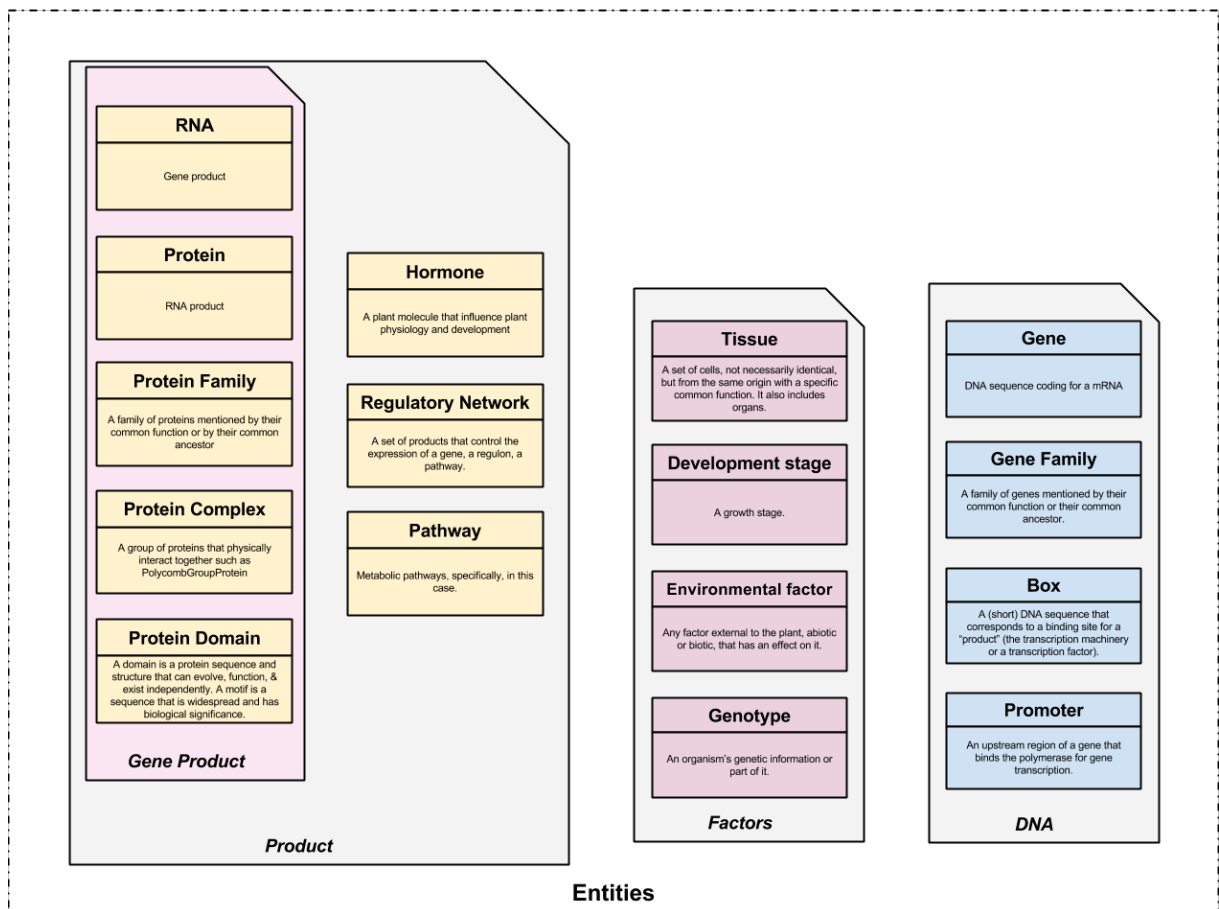 RNA
Gene product
Protein
RNA product
Protein Family
A family of proteins mentioned by their
common function or by their common
ancestor
Protein Complex
A group of proteins that physically
interact together such as
PolycombGroupProtein
Protein Domain
A domain is a protein sequence and
structure that can evolve, function, &
exist independently. A motif is a
sequence that is widespread and has
biological significance.
Gene Product
Hormone
A plant molecule that influence plant
physiology and development
Regulatory Network
A set of products that control the
expression of a gene, a regulon, a
pathway.
Pathway
Metabolic pathways, specifically, in this
case.
Product
Tissue
A set of cells, not necessarily identical,
but from the same origin with a specific
common function. It also includes
organs.
Development stage
A growth stage.
Environmental factor
Any factor external to the plant, abiotic
or biotic, that has an effect on it.
Genotype
An organism's genetic information or
part of it.
Factors
Gene
DNA sequence coding for a mRNA
Gene Family
A family of genes mentioned by their
common function or their common
ancestor.
Box
A (short) DNA sequence that
corresponds to a binding site for a
“product” (the transcription machinery
or a transcription factor).
Promoter
An upstream region of a gene that
binds the polymerase for gene
transcription.
DNA
Entities